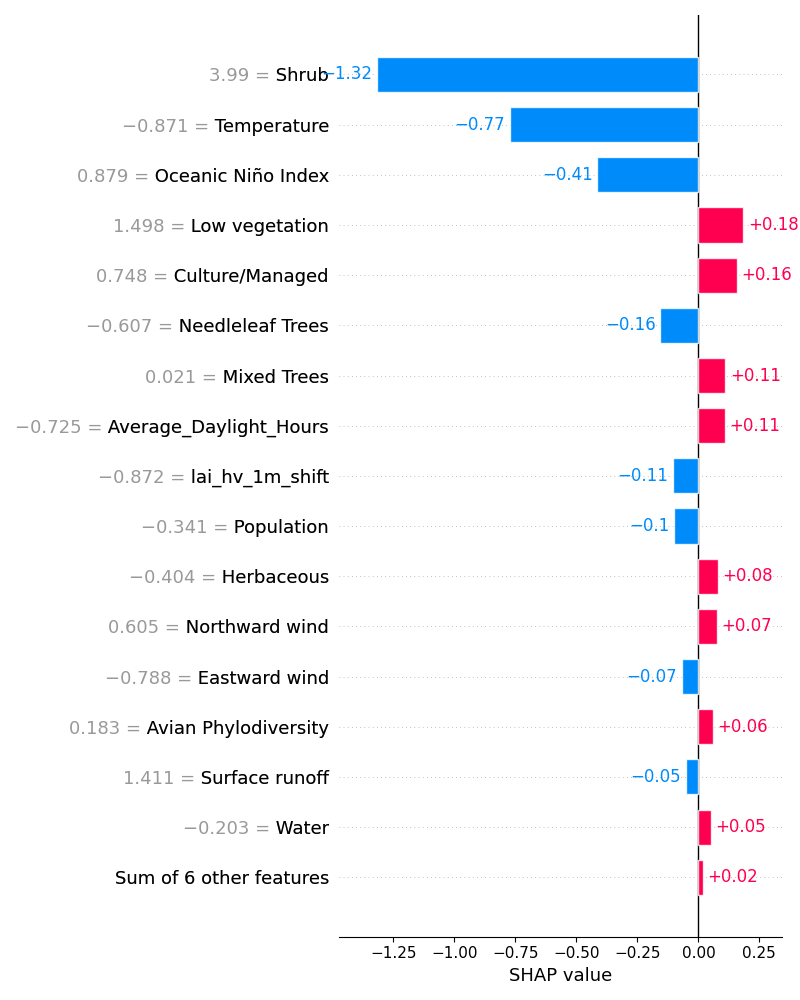 3.99 = Shrub −1.32
−0.871 = Temperature −0.77
0.879 = Oceanic Niño Index −0.41
1.498 = Low vegetation +0.18
0.748 = Culture/Managed +0.16
−0.607 = Needleleaf Trees −0.16
0.021 = Mixed Trees +0.11
−0.725 = Average_Daylight_Hours +0.11
−0.872 = lai_hv_1m_shift −0.11
−0.341 = Population −0.1
−0.404 = Herbaceous +0.08
0.605 = Northward wind +0.07
−0.788 = Eastward wind −0.07
0.183 = Avian Phylodiversity +0.06
1.411 = Surface runoff −0.05
−0.203 = Water +0.05
Sum of 6 other features +0.02
−1.25 −1.00 −0.75 −0.50 −0.25 0.00 0.25
SHAP value